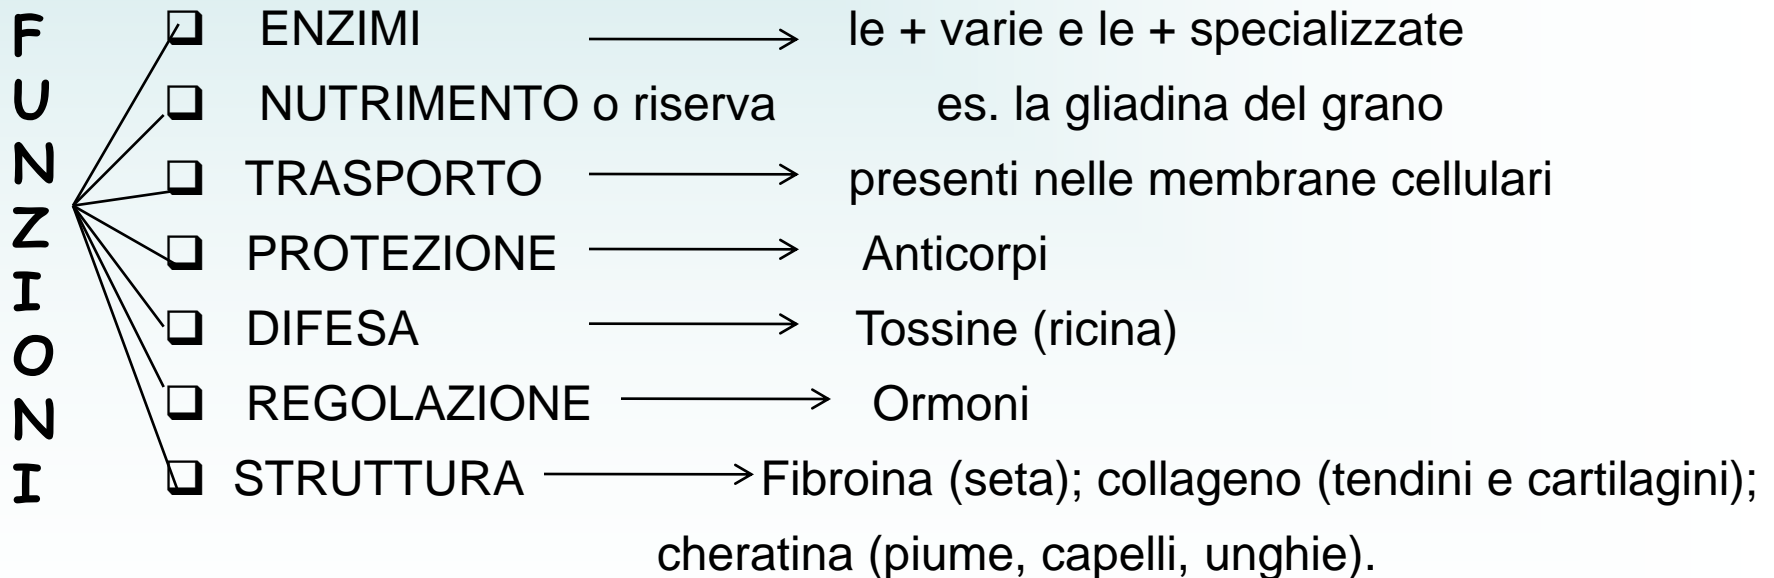 FUNZIONI
ENZIMI le + varie e le + specializzate
NUTRIMENTO o riserva es. la gliadina del grano
TRASPORTO presenti nelle membrane cellulari
PROTEZIONE Anticorpi
DIFESA Tossine (ricina)
REGOLAZIONE Ormoni
STRUTTURA Fibroina (seta); collageno (tendini e cartilagini);
cheratina (piume, capelli, unghie).